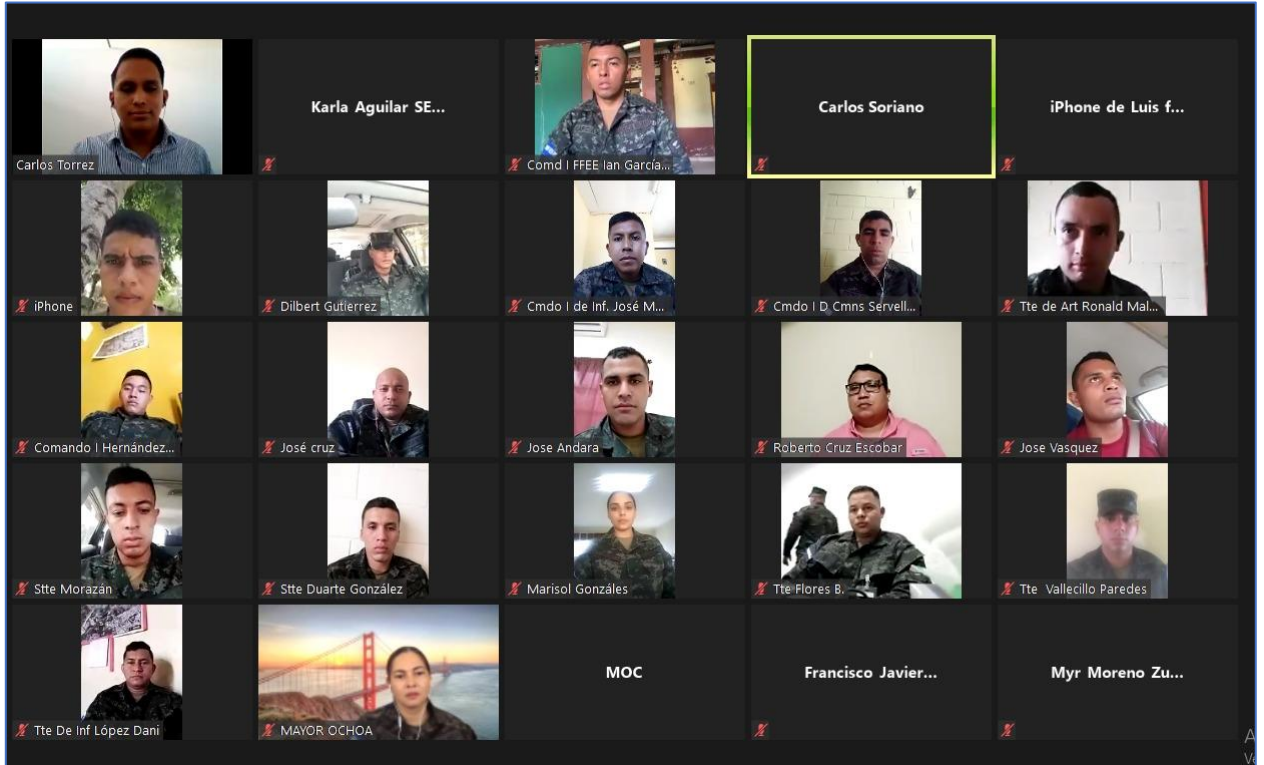 Carlos Torrez
Karla Aguilar SE...
Comd I FFEE Ian García...
Carlos Soriano
iPhone de Luis f...
iPhone
Dilbert Gutierrez
Cmdo I de Inf. José M...
Cmdo I D Cmns Servell...
Tte de Art Ronald Mal...
Comando I Hernández...
José cruz
Jose Andara
Roberto Cruz Escobar
Jose Vasquez
Stte Morazán
Stte Duarte González
Marisol Gonzáles
Tte Flores B.
Tte Vallecillo Paredes
Tte De Inf López Dani
MAYOR OCHOA
MOC
Francisco Javier...
Myr Moreno Zu...